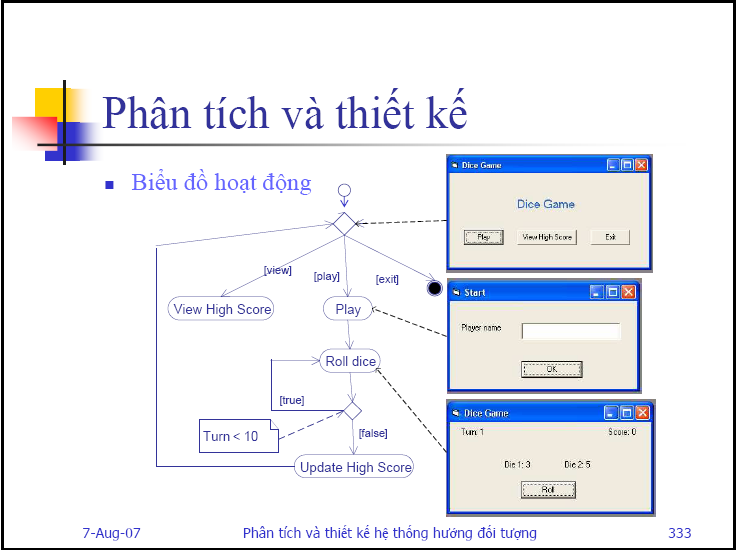 Phân tích và thiết kế
Biểu đồ hoạt động
Dice Game
Dice Game
Play
View High Score
Exit
[view]
[play]
[exit]
View High Score
Play
Start
Player name
OK
Roll dice
[true]
Turn < 10
[false]
Update High Score
Dice Game
Turn: 1
Score: 0
Die 1: 3
Die 2: 5
Roll
7-Aug-07
Phân tích và thiết kế hệ thống hướng đối tượng
333